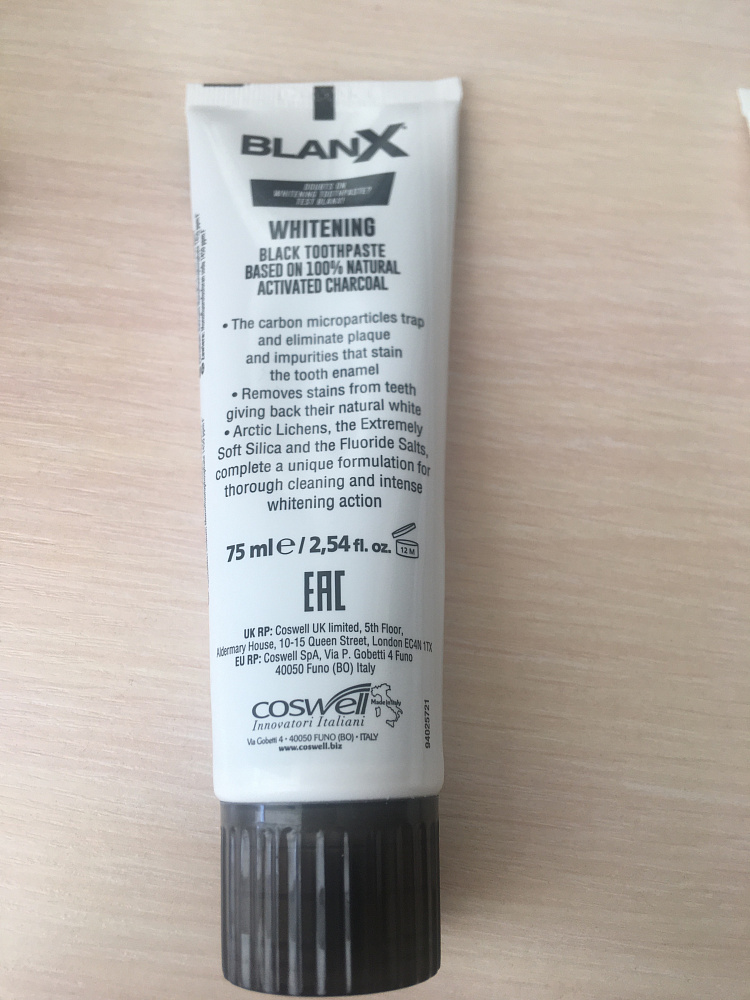 BLANX
DOUBTS ON
WHITENING TOOTHPASTE?
TEST BLANX!
WHITENING
BLACK TOOTHPASTE
BASED ON 100% NATURAL
ACTIVATED CHARCOAL
• The carbon microparticles trap
and eliminate plaque
and impurities that stain
the tooth enamel
• Removes stains from teeth
giving back their natural white
• Arctic Lichens, the Extremely
Soft Silica and the Fluoride Salts,
complete a unique formulation for
thorough cleaning and intense
whitening action
75 ml e / 2,54 fl. oz. 12 M
EAC
UK RP: Coswell UK limited, 5th Floor,
Aldermary House, 10-15 Queen Street, London EC4N 1TX
EU RP: Coswell SpA, Via P. Gobetti 4 Funo
40050 Funo (BO) Italy
coswell Made in Italy
Innovatori Italiani
Via Gobetti 4 • 40050 FUNO (BO) • ITALY
www.coswell.biz
94025721